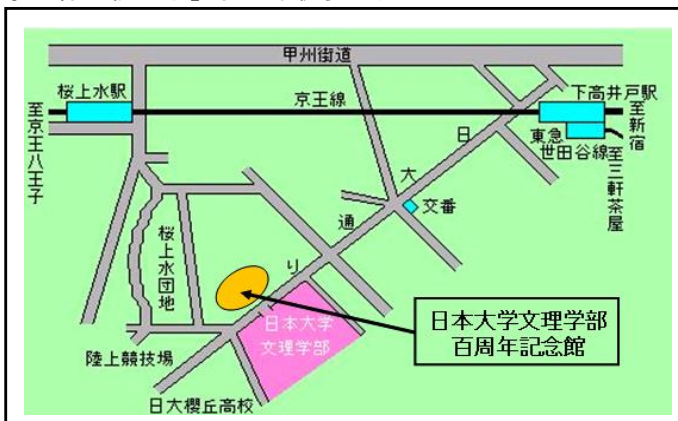 甲州街道
桜上水駅
京王線
下高井戸駅
至京王八王子
至新宿
東急
世田谷線
至三軒茶屋
日大通り
交番
桜上水団地
日本大学
文理学部
日本大学文理学部
百周年記念館
陸上競技場
日大櫻丘高校